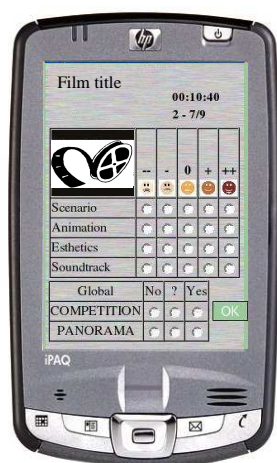 hp
Film title
00:10:40
2 - 7/9
-- - 0 + ++
Scenario
Animation
Esthetics
Soundtrack
Global No ? Yes
COMPETITION OK
PANORAMA
iPAQ